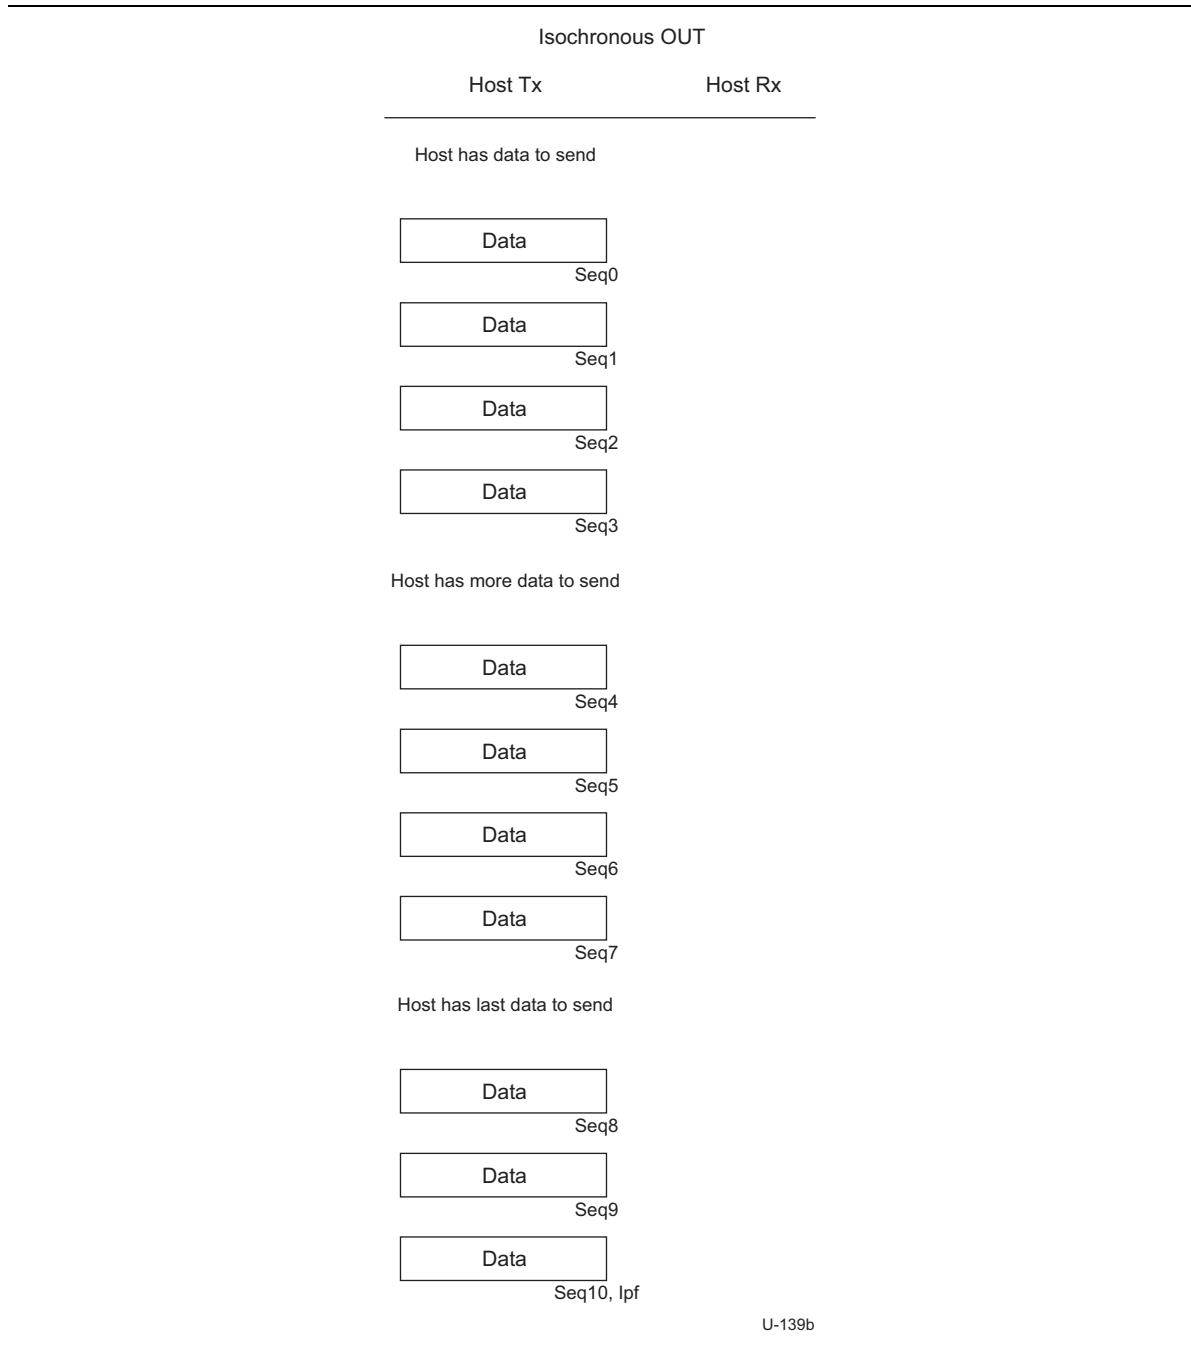 Isochronous OUT
Host Tx Host Rx
Host has data to send
Data
Seq0
Data
Seq1
Data
Seq2
Data
Seq3
Host has more data to send
Data
Seq4
Data
Seq5
Data
Seq6
Data
Seq7
Host has last data to send
Data
Seq8
Data
Seq9
Data
Seq10, lpf
U-139b